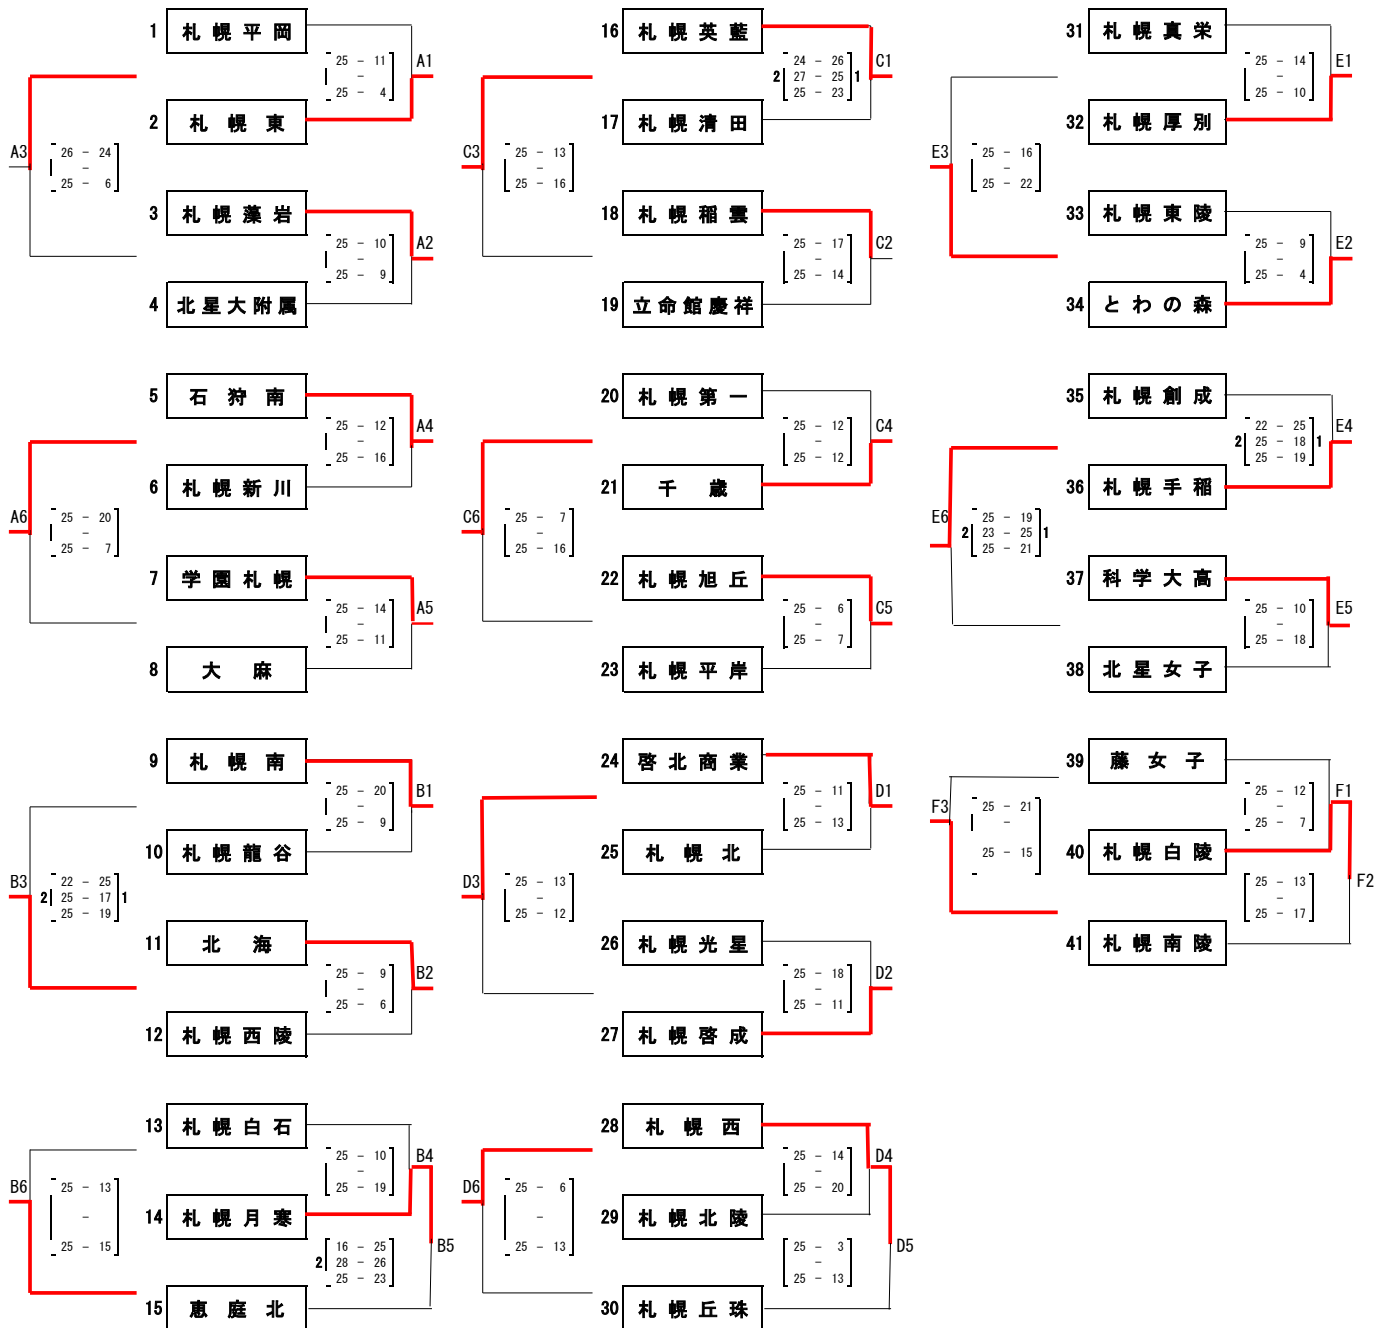 1 札幌平岡
25 - 11
-
25 - 4
A1
2 札幌東
A3
26 - 24
-
25 - 6
3 札幌藻岩
25 - 10
-
25 - 9
A2
4 北星大附属
5 石狩南
25 - 12
-
25 - 16
A4
6 札幌新川
A6
25 - 20
-
25 - 7
7 学園札幌
25 - 14
-
25 - 11
A5
8 大麻
9 札幌南
25 - 20
-
25 - 9
B1
10 札幌龍谷
B3
2 22 - 25 1
25 - 17
25 - 19
11 北海
25 - 9
-
25 - 6
B2
12 札幌西陵
13 札幌白石
25 - 10
-
25 - 19
B4
14 札幌月寒
B6
25 - 13
-
25 - 15
16 - 25
2 28 - 26
25 - 23
B5
15 恵庭北
16 札幌英藍
24 - 26
2 27 - 25 1
25 - 23
C1
17 札幌清田
C3
25 - 13
-
25 - 16
18 札幌稲雲
25 - 17
-
25 - 14
C2
19 立命館慶祥
20 札幌第一
25 - 12
-
25 - 12
C4
21 千歳
C6
25 - 7
-
25 - 16
22 札幌旭丘
25 - 6
-
25 - 7
C5
23 札幌平岸
24 啓北商業
25 - 11
-
25 - 13
D1
25 札幌北
D3
25 - 13
-
25 - 12
26 札幌光星
25 - 18
-
25 - 11
D2
27 札幌啓成
28 札幌西
25 - 14
-
25 - 20
D4
29 札幌北陵
D6
25 - 6
-
25 - 13
25 - 3
-
25 - 13
D5
30 札幌丘珠
31 札幌真栄
25 - 14
-
25 - 10
E1
32 札幌厚別
E3
25 - 16
-
25 - 22
33 札幌東陵
25 - 9
-
25 - 4
E2
34 とわの森
35 札幌創成
22 - 25
2 25 - 18 1
25 - 19
E4
36 札幌手稲
E6
25 - 19
2 23 - 25 1
25 - 21
37 科学大高
25 - 10
-
25 - 18
E5
38 北星女子
39 藤女子
25 - 12
-
25 - 7
F1
F3
25 - 21
-
25 - 15
40 札幌白陵
25 - 13
-
25 - 17
F2
41 札幌南陵